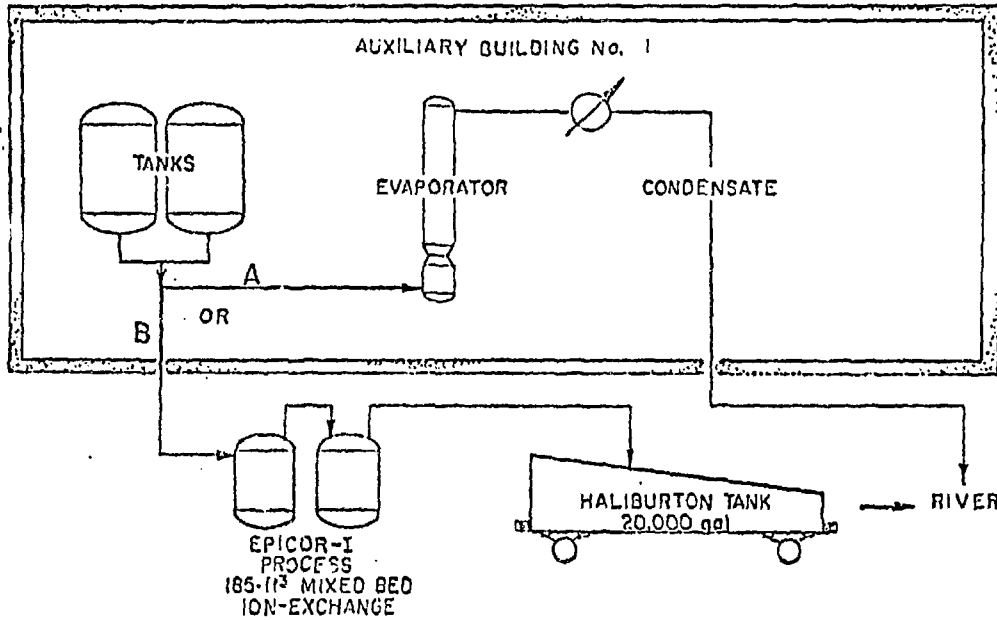 AUXILIARY BUILDING No. 1
TANKS
EVAPORATOR
CONDENSATE
A
OR
B
HALIBURTON TANK
20,000 gal
RIVER
EPICOR-I
PROCESS
185-ft³ MIXED BED
ION-EXCHANGE